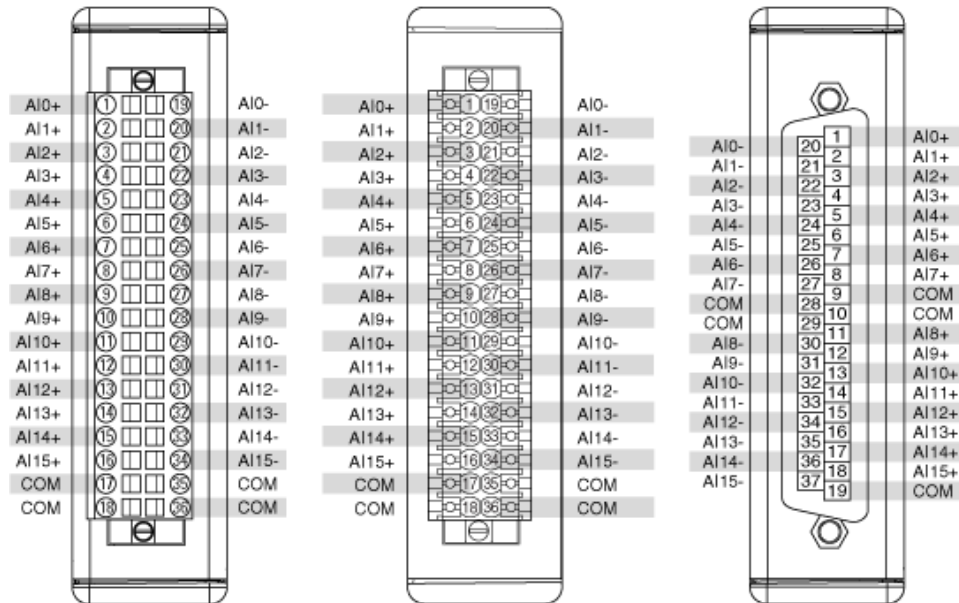 AI0+ 1 19 AI0-
AI1+ 2 20 AI1-
AI2+ 3 21 AI2-
AI3+ 4 22 AI3-
AI4+ 5 23 AI4-
AI5+ 6 24 AI5-
AI6+ 7 25 AI6-
AI7+ 8 26 AI7-
AI8+ 9 27 AI8-
AI9+ 10 28 AI9-
AI10+ 11 29 AI10-
AI11+ 12 30 AI11-
AI12+ 13 31 AI12-
AI13+ 14 32 AI13-
AI14+ 15 33 AI14-
AI15+ 16 34 AI15-
COM 17 35 COM
COM 18 36 COM
AI0+ 1 19 AI0-
AI1+ 2 20 AI1-
AI2+ 3 21 AI2-
AI3+ 4 22 AI3-
AI4+ 5 23 AI4-
AI5+ 6 24 AI5-
AI6+ 7 25 AI6-
AI7+ 8 26 AI7-
AI8+ 9 27 AI8-
AI9+ 10 28 AI9-
AI10+ 11 29 AI10-
AI11+ 12 30 AI11-
AI12+ 13 31 AI12-
AI13+ 14 32 AI13-
AI14+ 15 33 AI14-
AI15+ 16 34 AI15-
COM 17 35 COM
COM 18 36 COM
1 AI0+
AI0- 20
2 AI1+
AI1- 21
3 AI2+
AI2- 22
4 AI3+
AI3- 23
5 AI4+
AI4- 24
6 AI5+
AI5- 25
7 AI6+
AI6- 26
8 AI7+
AI7- 27
9 COM
COM 28
10 COM
COM 29
11 AI8+
AI8- 30
12 AI9+
AI9- 31
13 AI10+
AI10- 32
14 AI11+
AI11- 33
15 AI12+
AI12- 34
16 AI13+
AI13- 35
17 AI14+
AI14- 36
18 AI15+
AI15- 37
19 COM